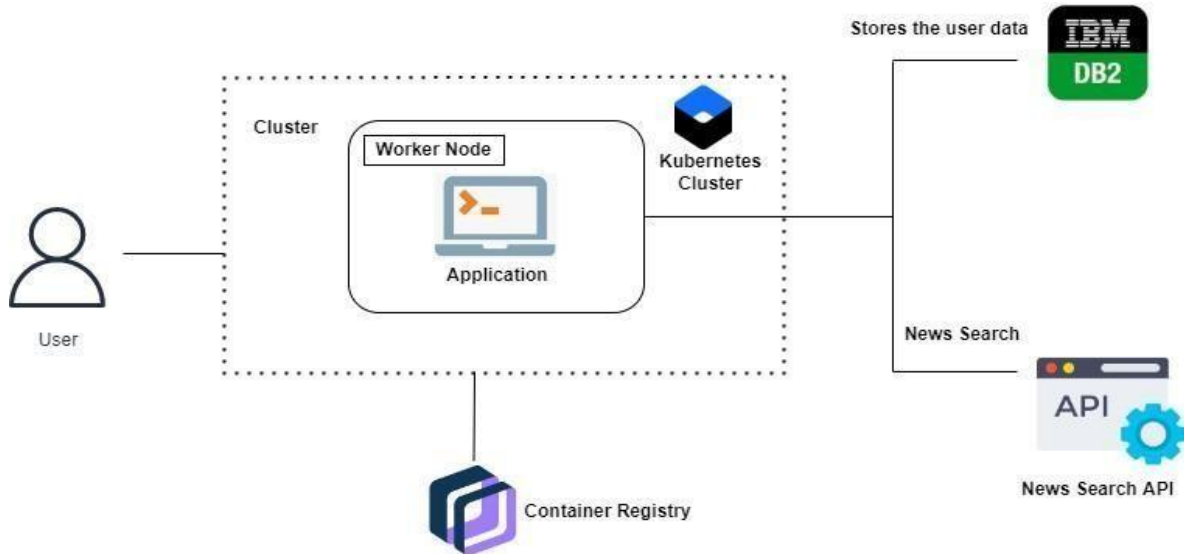 Stores the user data
IBM
DB2
Cluster
Worker Node
Kubernetes
Cluster
Application
User
News Search
API
News Search API
Container Registry